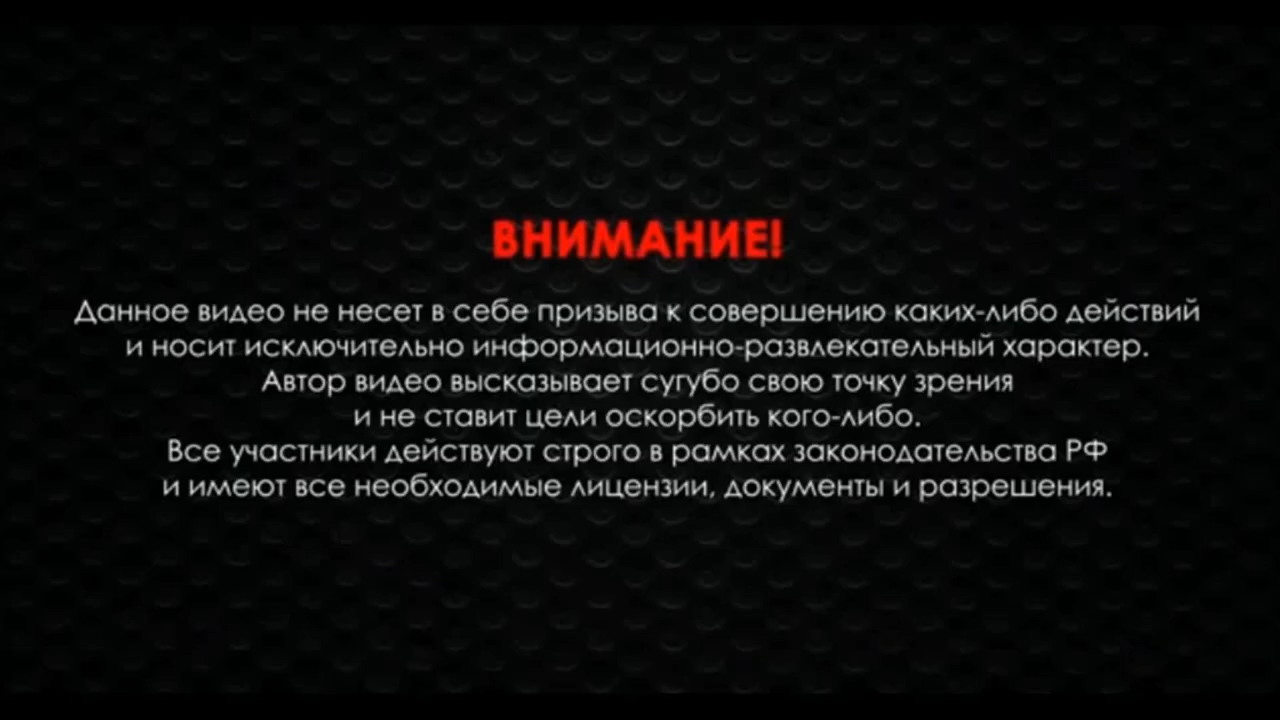 ВНИМАНИЕ!
Данное видео не несет в себе призыва к совершению каких-либо действий
и носит исключительно информационно-развлекательный характер.
Автор видео высказывает сугубо свою точку зрения
и не ставит цели оскорбить кого-либо.
Все участники действуют строго в рамках законодательства РФ
и имеют все необходимые лицензии, документы и разрешения.